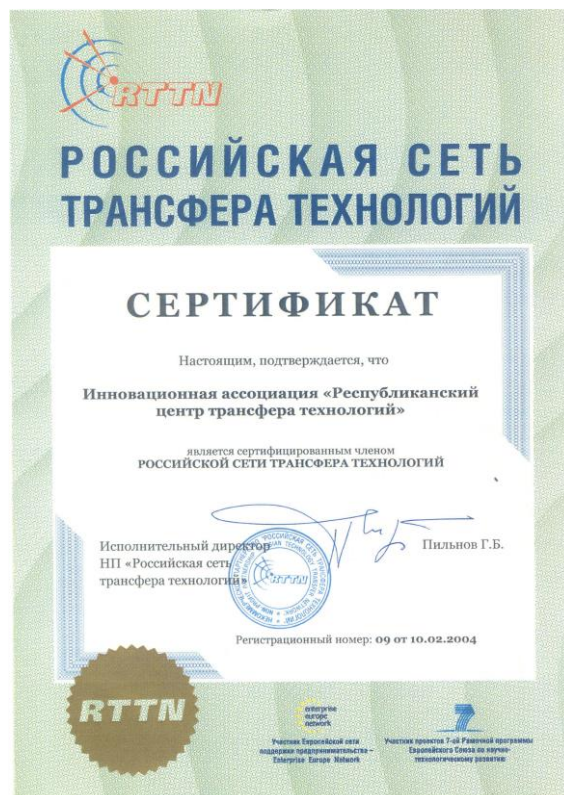 RTTN
РОССИЙСКАЯ СЕТЬ
ТРАНСФЕРА ТЕХНОЛОГИЙ
СЕРТИФИКАТ
Настоящим, подтверждается, что
Инновационная ассоциация «Республиканский
центр трансфера технологий»
является сертифицированным членом
РОССИЙСКОЙ СЕТИ ТРАНСФЕРА ТЕХНОЛОГИЙ
Исполнительный директор
НП «Российская сеть
трансфера технологий»
Пильнов Г.Б.
RTTN
Регистрационный номер: 09 от 10.02.2004
RTTN
enterprise
europe
network
Участник Европейской сети
поддержки предпринимательства –
Enterprise Europe Network
7
Участник проектов 7-ой Рамочной программы
Европейского Союза по научно-
технологическому развитию